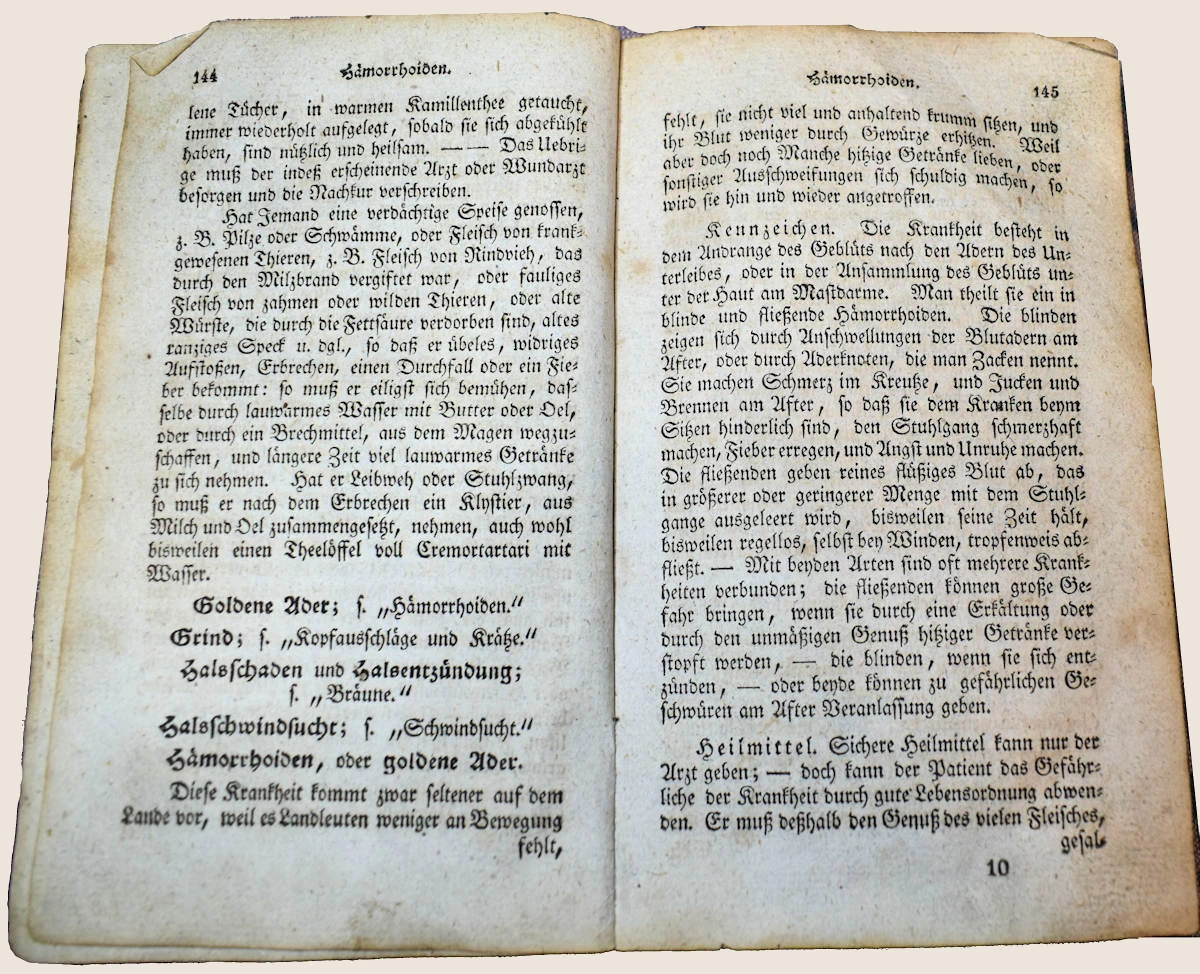 144
Hämorrhoiden.
lene Tücher, in warmen Kamillenthee getaucht,
immer wiederholt aufgelegt, sobald sie sich abgekühlt
haben, sind nützlich und heilsam. — — Das Uebri-
ge muß der indeß erscheinende Arzt oder Wundarzt
besorgen und die Nachkur verschreiben.
Hat Jemand eine verdächtige Speise genossen,
z. B. Pilze oder Schwämme, oder Fleisch von krank-
gewesenen Thieren, z. B. Fleisch von Rindvieh, das
durch den Milzbrand vergiftet war, oder fauliges
Fleisch von zahmen oder wilden Thieren, oder alte
Würste, die durch die Fettsäure verdorben sind, altes
ranziges Speck u. dgl., so daß er übeles, widriges
Aufstoßen, Erbrechen, einen Durchfall oder ein Fie-
ber bekommt: so muß er eiligst sich bemühen, das-
selbe durch lauwarmes Wasser mit Butter oder Oel,
oder durch ein Brechmittel, aus dem Magen wegzu-
schaffen, und längere Zeit viel lauwarmes Getränke
zu sich nehmen. Hat er Leibweh oder Stuhlzwang,
so muß er nach dem Erbrechen ein Klystier, aus
Milch und Oel zusammengesetzt, nehmen, auch wohl
bisweilen einen Theelöffel voll Cremortartari mit
Wasser.
Goldene Ader; s. „Hämorrhoiden.“
Grind; s. „Kopfausschläge und Krätze.“
Halsschaden und Halsentzündung;
s. „Bräune.“
Halsschwindsucht; s. „Schwindsucht.“
Hämorrhoiden, oder goldene Ader.
Diese Krankheit kommt zwar seltener auf dem
Lande vor, weil es Landleuten weniger an Bewegung
fehlt,
Hämorrhoiden.
145
fehlt, sie nicht viel und anhaltend krumm sitzen, und
ihr Blut weniger durch Gewürze erhitzen. Weil
aber doch noch Manche hitzige Getränke lieben, oder
sonstiger Ausschweifungen sich schuldig machen, so
wird sie hin und wieder angetroffen.
Kennzeichen. Die Krankheit besteht in
dem Andrange des Geblüts nach den Adern des Un-
terleibes, oder in der Ansammlung des Geblüts un-
ter der Haut am Mastdarme. Man theilt sie ein in
blinde und fließende Hämorrhoiden. Die blinden
zeigen sich durch Anschwellungen der Blutadern am
After, oder durch Aderknoten, die man Zacken nennt.
Sie machen Schmerz im Kreutze, und Jucken und
Brennen am After, so daß sie dem Kranken beym
Sitzen hinderlich sind, den Stuhlgang schmerzhaft
machen, Fieber erregen, und Angst und Unruhe machen.
Die fließenden geben reines flüßiges Blut ab, das
in größerer oder geringerer Menge mit dem Stuhl-
gange ausgeleert wird, bisweilen seine Zeit hält,
bisweilen regellos, selbst bey Winden, tropfenweis ab-
fließt. — Mit beyden Arten sind oft mehrere Krank-
heiten verbunden; die fließenden können große Ge-
fahr bringen, wenn sie durch eine Erkältung oder
durch den unmäßigen Genuß hitziger Getränke ver-
stopft werden, — die blinden, wenn sie sich ent-
zünden, — oder beyde können zu gefährlichen Ge-
schwüren am After Veranlassung geben.
Heilmittel. Sichere Heilmittel kann nur der
Arzt geben; — doch kann der Patient das Gefähr-
liche der Krankheit durch gute Lebensordnung abwen-
den. Er muß deßhalb den Genuß des vielen Fleisches,
gesal-
10